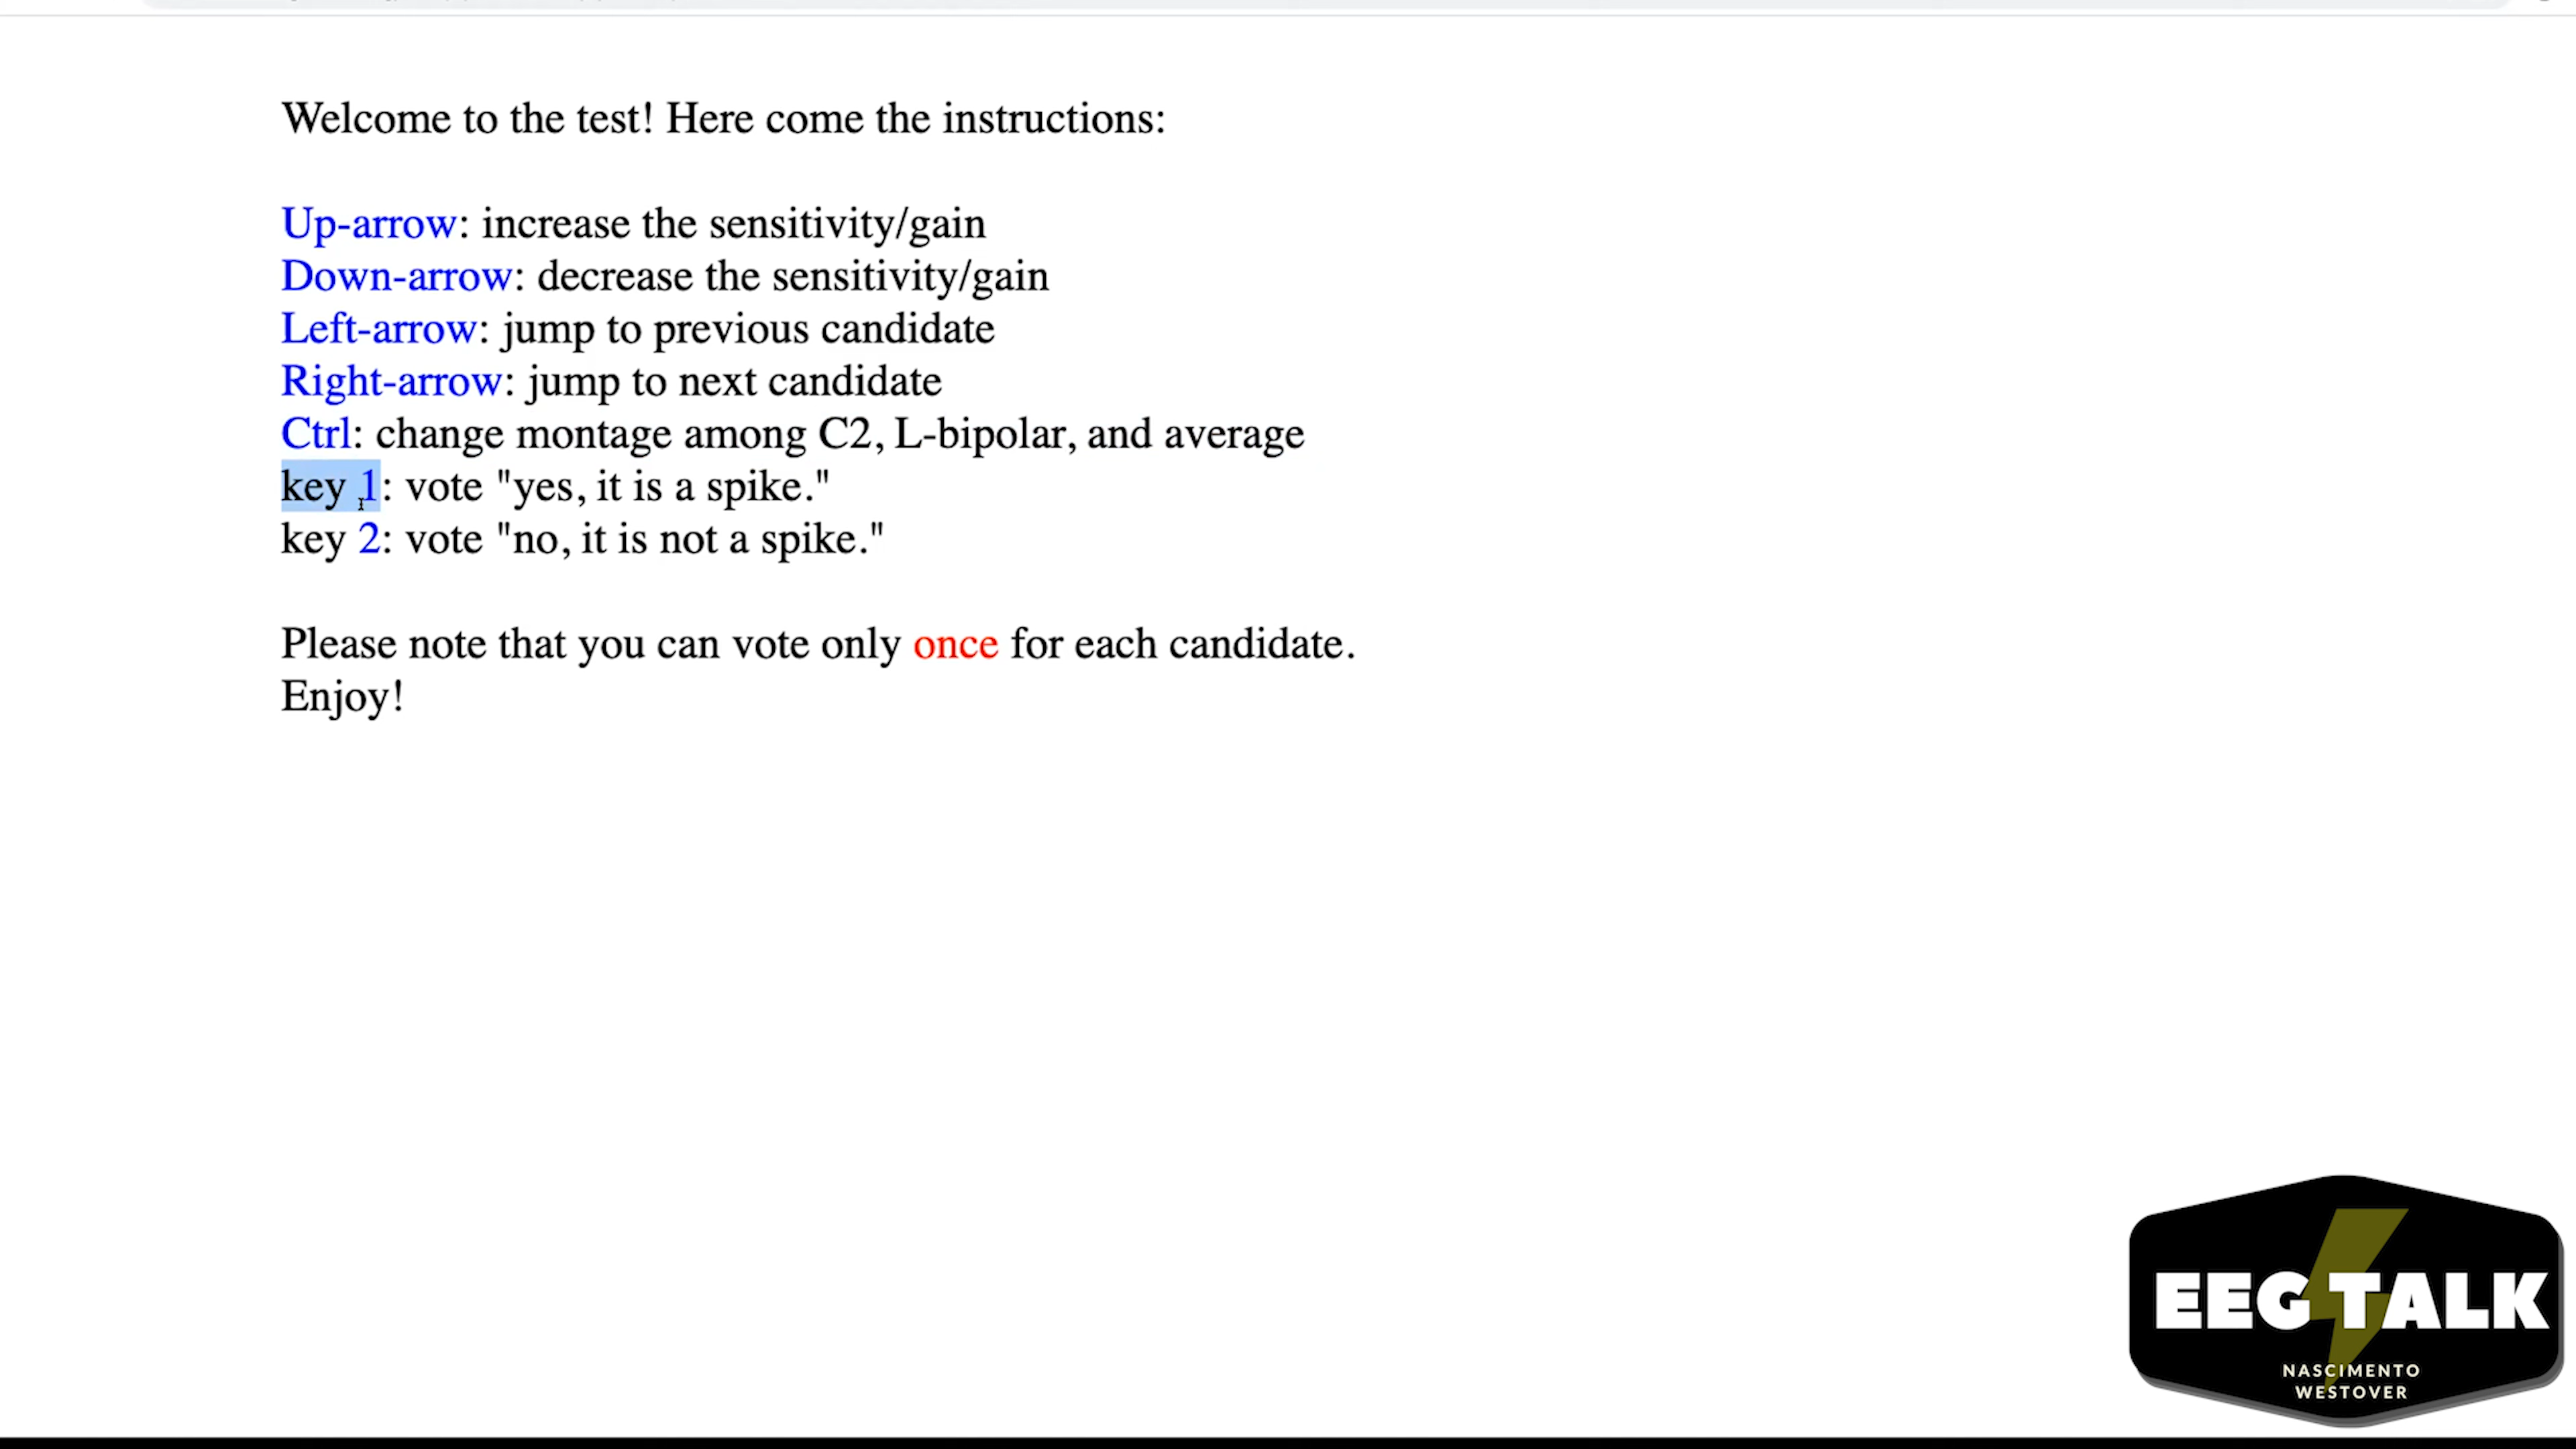 Welcome to the test! Here come the instructions:
Up-arrow: increase the sensitivity/gain
Down-arrow: decrease the sensitivity/gain
Left-arrow: jump to previous candidate
Right-arrow: jump to next candidate
Ctrl: change montage among C2, L-bipolar, and average
key 1: vote "yes, it is a spike."
key 2: vote "no, it is not a spike."
Please note that you can vote only once for each candidate.
Enjoy!
EEG TALK
NASCIMENTO
WESTOVER